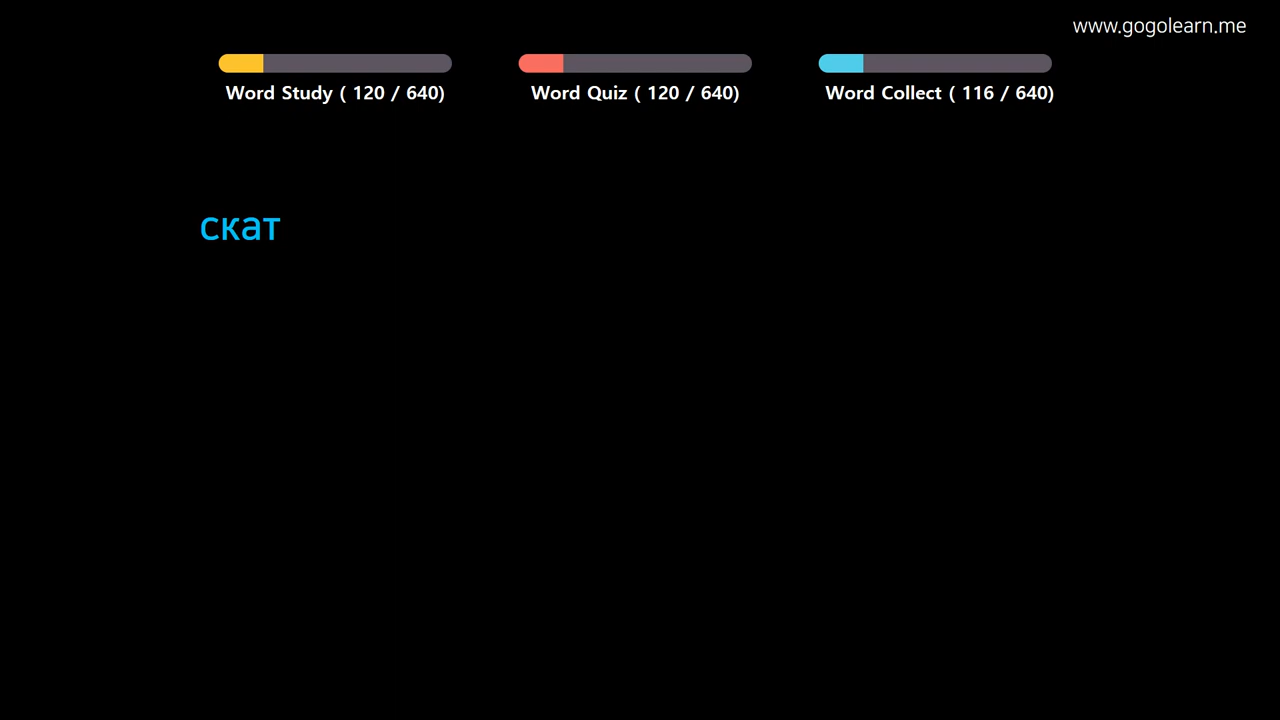 www.gogolearn.me
Word Study ( 120 / 640)
Word Quiz ( 120 / 640)
Word Collect ( 116 / 640)
скат